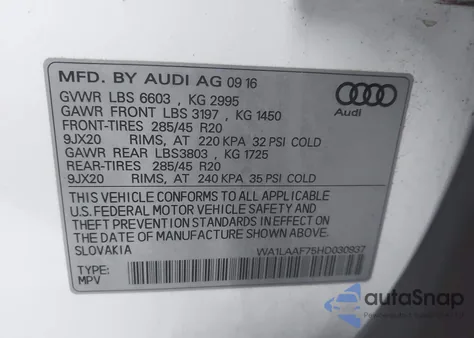 MFD. BY AUDI AG 09 16
GVWR LBS 6603 , KG 2995
GAWR FRONT LBS 3197 , KG 1450
FRONT-TIRES 285/45 R20
9JX20 RIMS, AT 220 KPA 32 PSI COLD
GAWR REAR LBS3803 , KG 1725
REAR-TIRES 285/45 R20
9JX20 RIMS, AT 240 KPA 35 PSI COLD
THIS VEHICLE CONFORMS TO ALL APPLICABLE
U.S. FEDERAL MOTOR VEHICLE SAFETY AND
THEFT PREVENTION STANDARDS IN EFFECT ON
THE DATE OF MANUFACTURE SHOWN ABOVE.
SLOVAKIA WA1LAAF75HD030937
TYPE:
MPV
Audi
autoSnap